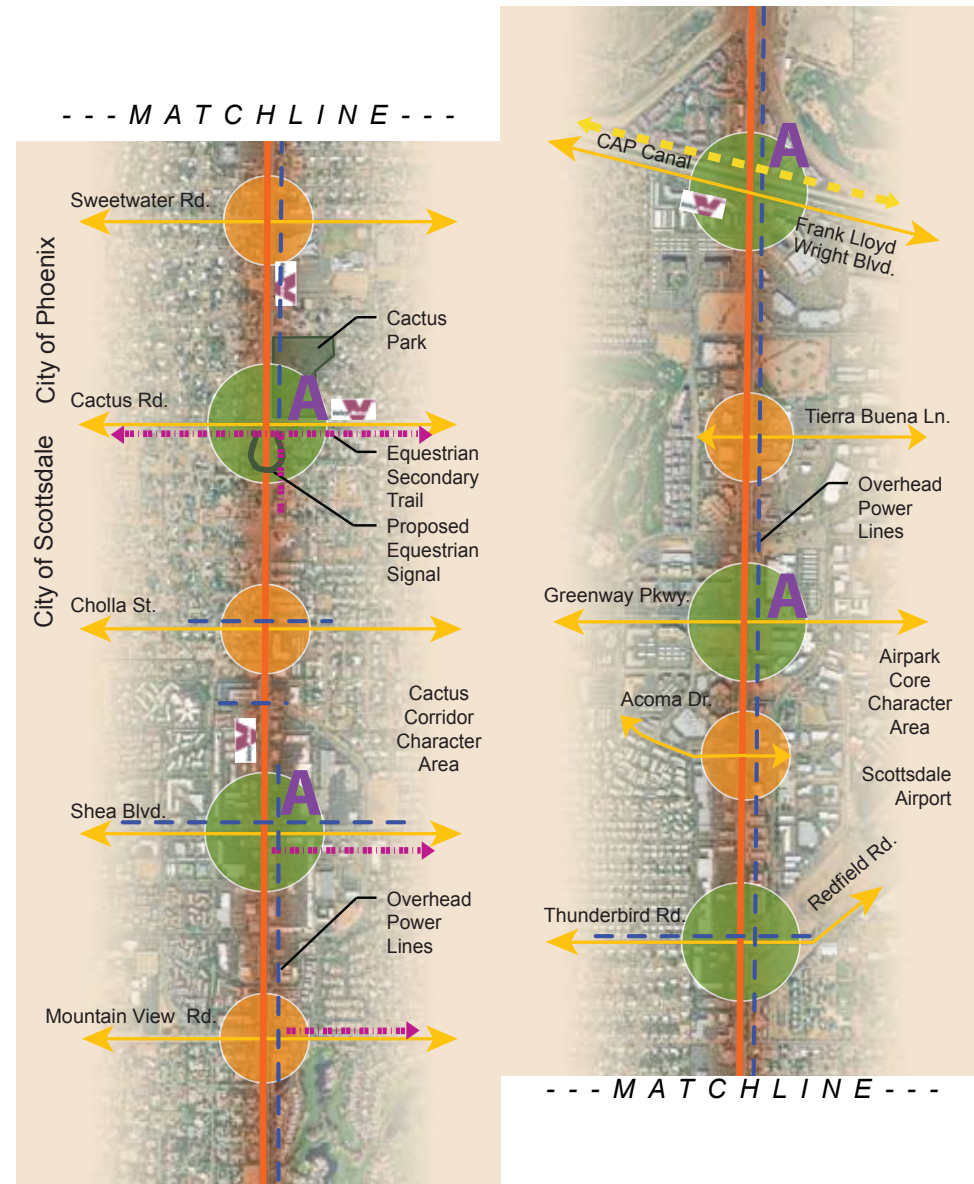 - - - M A T C H L I N E - - -
Sweetwater Rd.
City of Phoenix
Cactus
Park
A
Cactus Rd.
Equestrian
Secondary
Trail
Proposed
Equestrian
Signal
City of Scottsdale
Cholla St.
Cactus
Corridor
Character
Area
A
Shea Blvd.
Overhead
Power
Lines
Mountain View Rd.
A
CAP Canal
Frank Lloyd
Wright Blvd.
Tierra Buena Ln.
Overhead
Power
Lines
A
Greenway Pkwy.
Airpark
Core
Character
Area
Acoma Dr.
Scottsdale
Airport
Redfield Rd.
Thunderbird Rd.
- - - M A T C H L I N E - - -